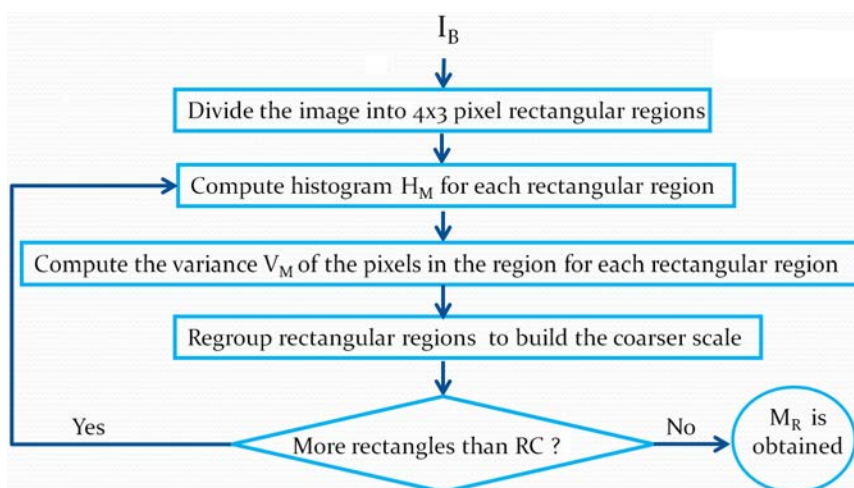 I_B
Divide the image into 4x3 pixel rectangular regions
Compute histogram H_M for each rectangular region
Compute the variance V_M of the pixels in the region for each rectangular region
Regroup rectangular regions to build the coarser scale
More rectangles than RC ?
Yes
No
M_R is
obtained